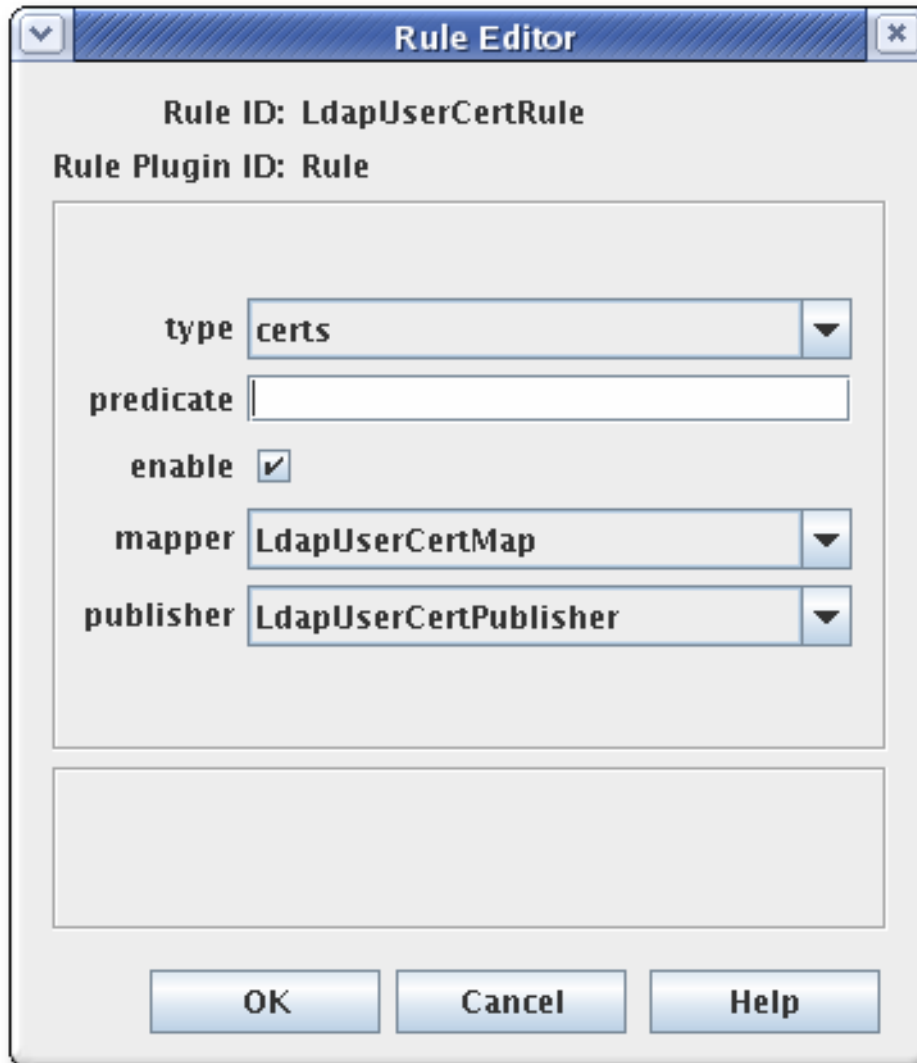 Rule Editor
Rule ID: LdapUserCertRule
Rule Plugin ID: Rule
type certs
predicate
enable
mapper LdapUserCertMap
publisher LdapUserCertPublisher
OK Cancel Help